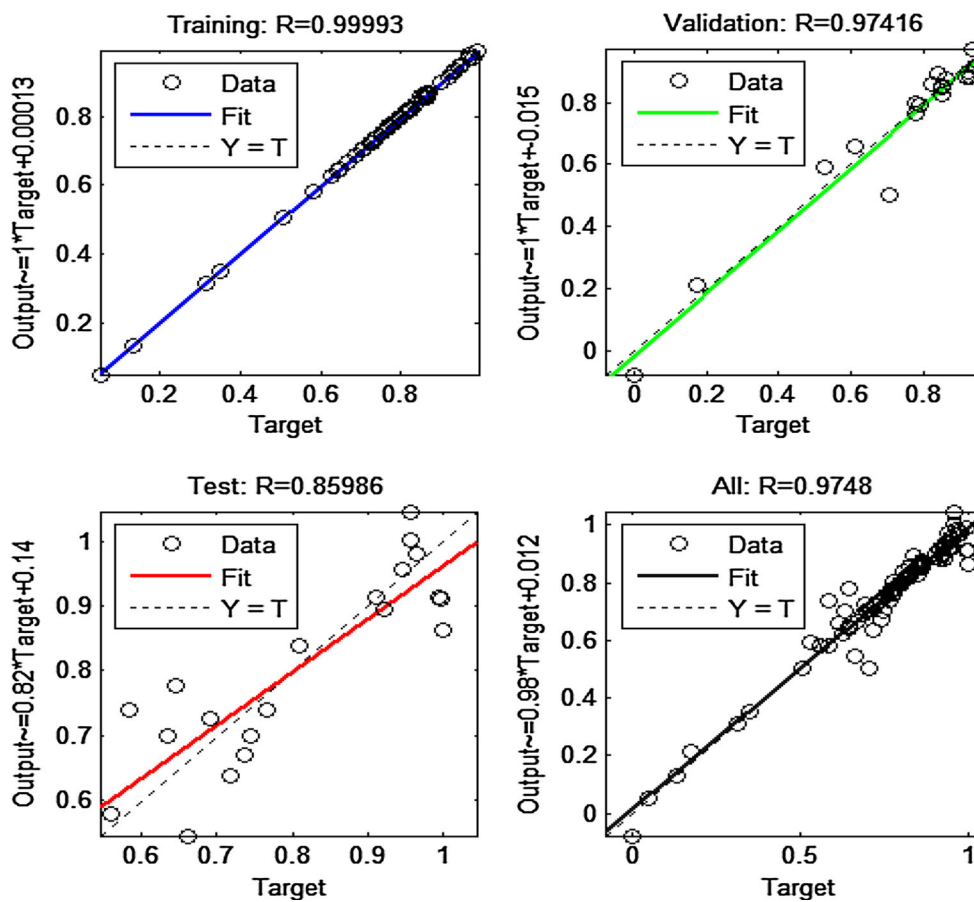 Training: R=0.99993
Output~=1*Target+0.00013
Data
Fit
Y = T
0.8
0.6
0.4
0.2
0.2 0.4 0.6 0.8
Target
Validation: R=0.97416
Output~=1*Target+-0.015
Data
Fit
Y = T
0.8
0.6
0.4
0.2
0
0 0.2 0.4 0.6 0.8
Target
Test: R=0.85986
Output~=0.82*Target+0.14
Data
Fit
Y = T
1
0.9
0.8
0.7
0.6
0.6 0.7 0.8 0.9 1
Target
All: R=0.9748
Output~=0.98*Target+0.012
Data
Fit
Y = T
1
0.8
0.6
0.4
0.2
0
0 0.5 1
Target